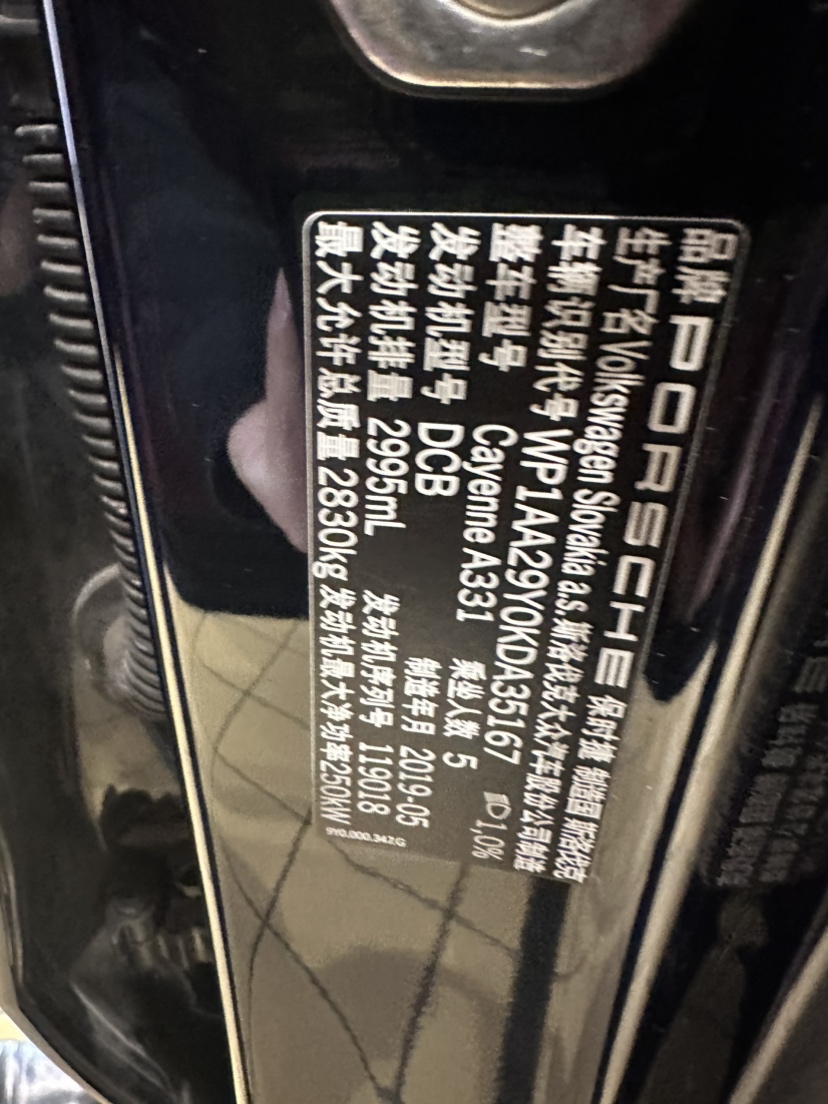 品牌 PORSCHE 保时捷 制造国 斯洛伐克
生产厂名 Volkswagen Slovakia a.s 斯洛伐克大众汽车股份公司制造
车辆识别代号 WP1AA29Y0KDA35167
整车型号 Cayenne A331 乘坐人数 5 1,0%
发动机型号 DCB 制造年月 2019-05
发动机排量 2995mL 发动机序列号 119018
最大允许总质量 2830kg 发动机最大净功率250kW
9Y0.000.34Z.G